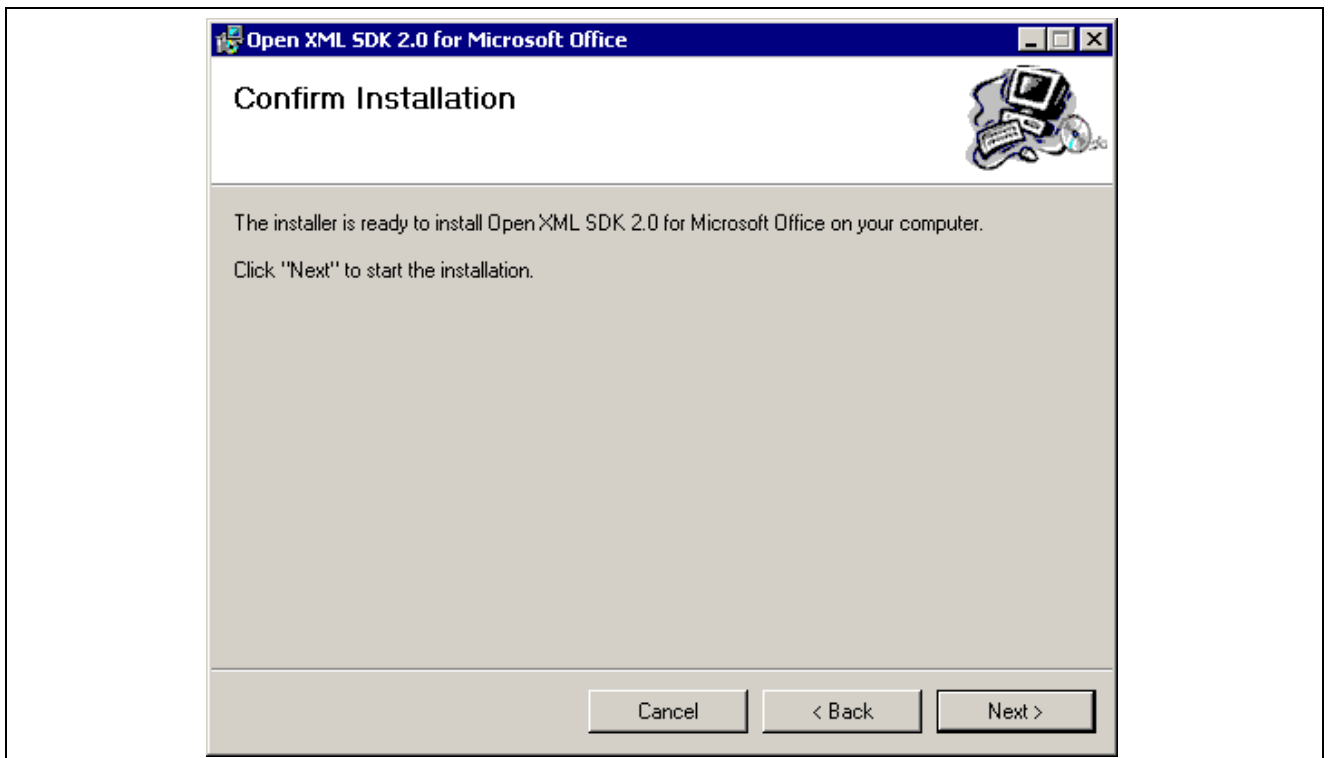 Open XML SDK 2.0 for Microsoft Office
Confirm Installation
The installer is ready to install Open XML SDK 2.0 for Microsoft Office on your computer.
Click "Next" to start the installation.
Cancel
< Back
Next >